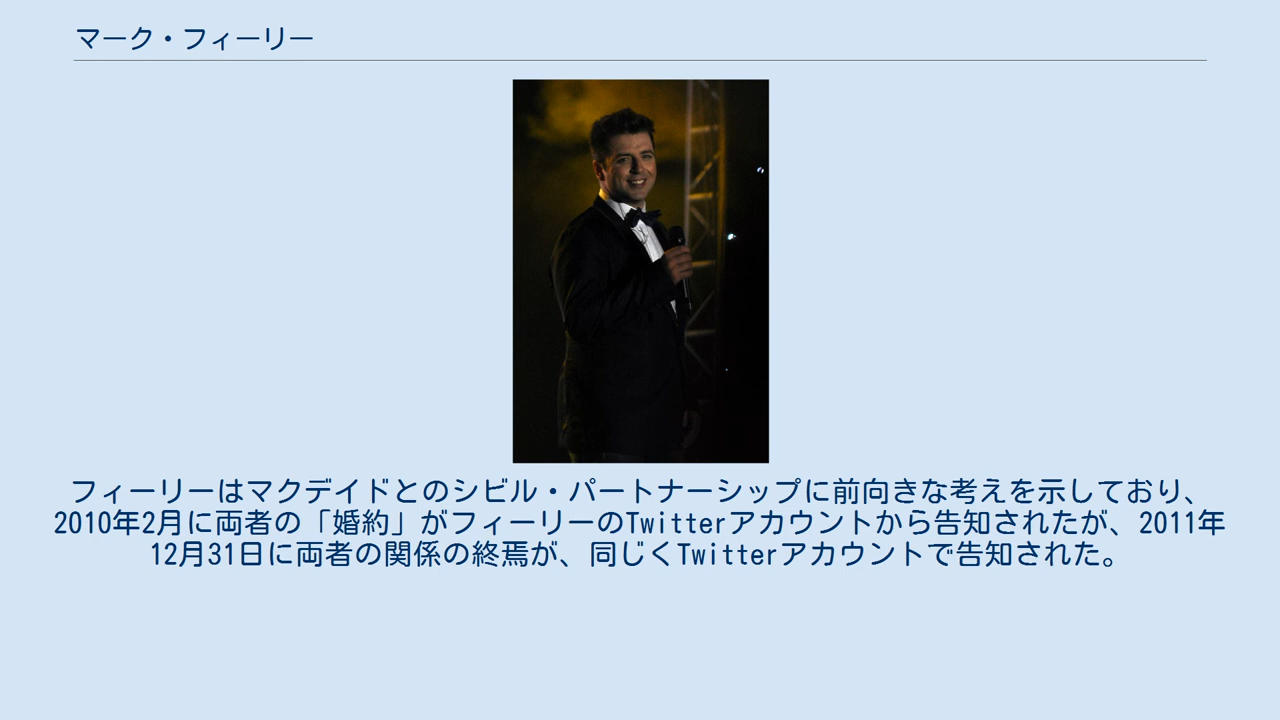 マーク・フィーリー
フィーリーはマクデイドとのシビル・パートナーシップに前向きな考えを示しており、
2010年2月に両者の「婚約」がフィーリーのTwitterアカウントから告知されたが、2011年
12月31日に両者の関係の終焉が、同じくTwitterアカウントで告知された。